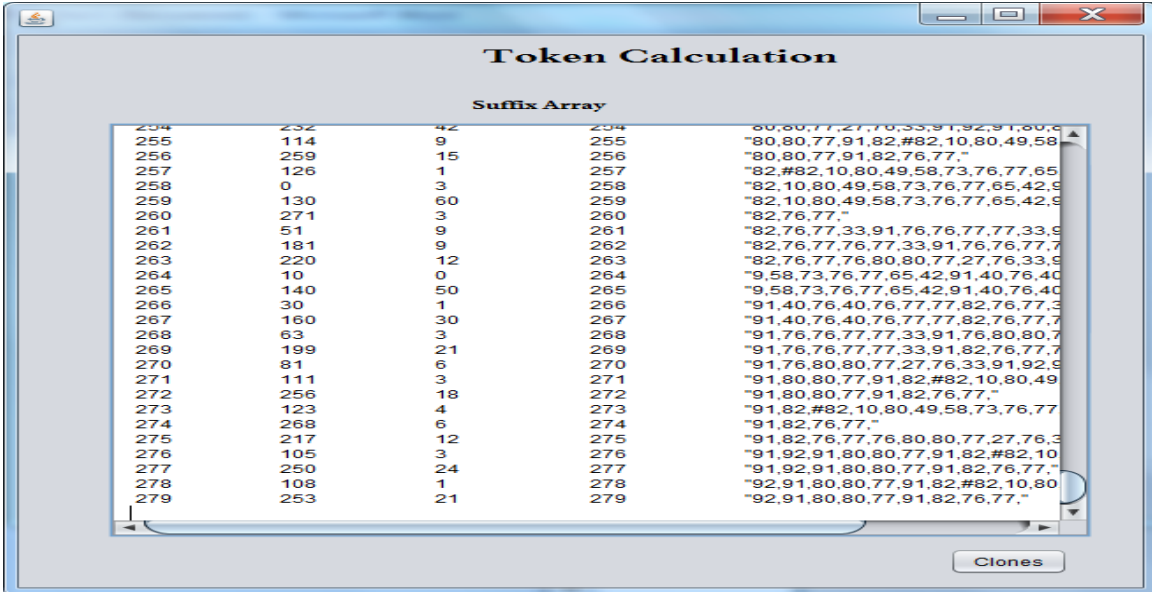 Token Calculation
Suffix Array
254 232 42 254
255 114 9 255 "80,80,77,91,82,#82,10,80,49,58
256 259 15 256 "80,80,77,91,82,76,77,"
257 126 1 257 "82,#82,10,80,49,58,73,76,77,65
258 0 3 258 "82,10,80,49,58,73,76,77,65,42,9
259 130 60 259 "82,10,80,49,58,73,76,77,65,42,9
260 271 3 260 "82,76,77,"
261 51 9 261 "82,76,77,33,91,76,76,77,77,33,9
262 181 9 262 "82,76,77,76,77,33,91,76,76,77,7
263 220 12 263 "82,76,77,76,80,80,77,27,76,33,9
264 10 0 264 "9,58,73,76,77,65,42,91,40,76,40
265 140 50 265 "9,58,73,76,77,65,42,91,40,76,40
266 30 1 266 "91,40,76,40,76,77,77,82,76,77,3
267 160 30 267 "91,40,76,40,76,77,77,82,76,77,7
268 63 3 268 "91,76,76,77,77,33,91,76,80,80,7
269 199 21 269 "91,76,76,77,77,33,91,82,76,77,7
270 81 6 270 "91,76,80,80,77,27,76,33,91,92,9
271 111 3 271 "91,80,80,77,91,82,#82,10,80,49
272 256 18 272 "91,80,80,77,91,82,76,77,"
273 123 4 273 "91,82,#82,10,80,49,58,73,76,77
274 268 6 274 "91,82,76,77,"
275 217 12 275 "91,82,76,77,76,80,80,77,27,76,3
276 105 3 276 "91,92,91,80,80,77,91,82,#82,10
277 250 24 277 "91,92,91,80,80,77,91,82,76,77,"
278 108 1 278 "92,91,80,80,77,91,82,#82,10,80
279 253 21 279 "92,91,80,80,77,91,82,76,77,"
Clones